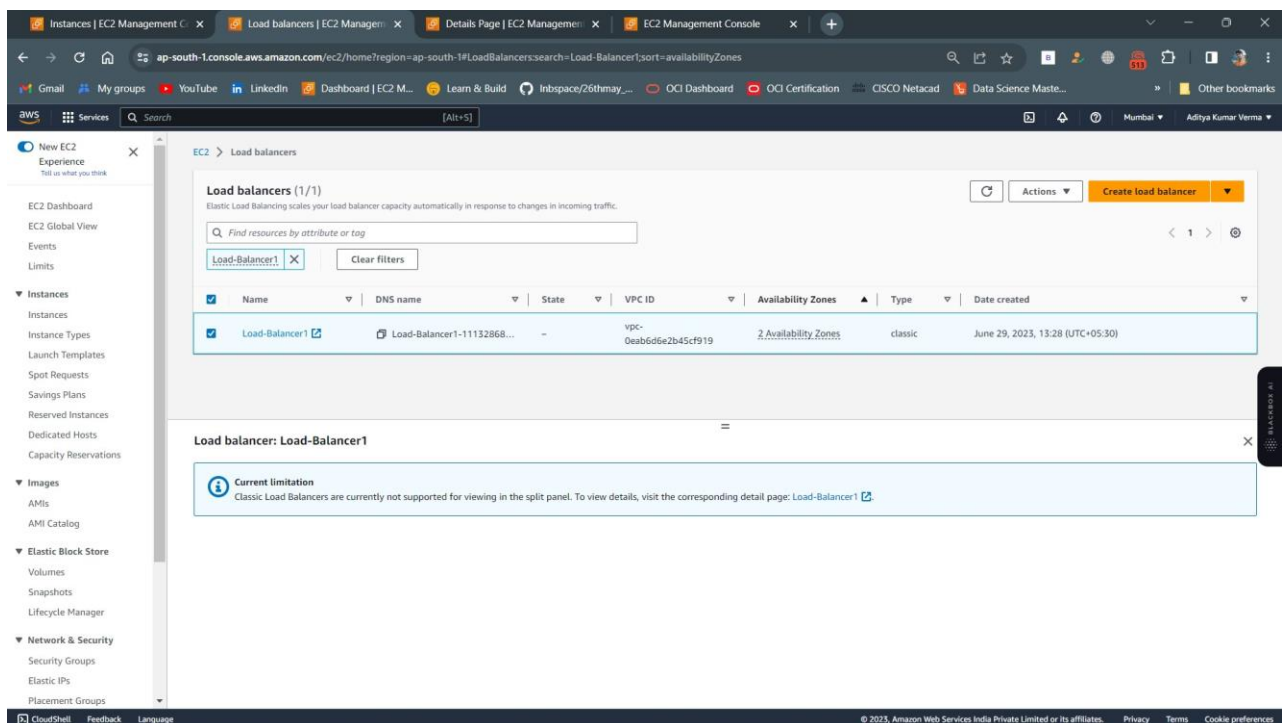 Instances | EC2 Management C
Load balancers | EC2 Managem
Details Page | EC2 Management
EC2 Management Console
ap-south-1.console.aws.amazon.com/ec2/home?region=ap-south-1#LoadBalancers:search=Load-Balancer1;sort=availabilityZones
513
Gmail My groups YouTube LinkedIn Dashboard | EC2 M... Learn & Build Inbspace/26thmay_... OCI Dashboard OCI Certification CISCO Netacad Data Science Maste... » Other bookmarks
aws Services Search [Alt+S] Mumbai Aditya Kumar Verma
New EC2
Experience
Tell us what you think
EC2 Dashboard
EC2 Global View
Events
Limits
Instances
Instances
Instance Types
Launch Templates
Spot Requests
Savings Plans
Reserved Instances
Dedicated Hosts
Capacity Reservations
Images
AMIs
AMI Catalog
Elastic Block Store
Volumes
Snapshots
Lifecycle Manager
Network & Security
Security Groups
Elastic IPs
Placement Groups
EC2 > Load balancers
Load balancers (1/1)
Elastic Load Balancing scales your load balancer capacity automatically in response to changes in incoming traffic.
Actions Create load balancer
Find resources by attribute or tag
< 1 >
Load-Balancer1 Clear filters
Name DNS name State VPC ID Availability Zones Type Date created
Load-Balancer1 Load-Balancer1-11132868... – vpc-0eab6d6e2b45cf919 2 Availability Zones classic June 29, 2023, 13:28 (UTC+05:30)
BLACKBOX AI
Load balancer: Load-Balancer1
Current limitation
Classic Load Balancers are currently not supported for viewing in the split panel. To view details, visit the corresponding detail page: Load-Balancer1.
CloudShell Feedback Language © 2023, Amazon Web Services India Private Limited or its affiliates. Privacy Terms Cookie preferences